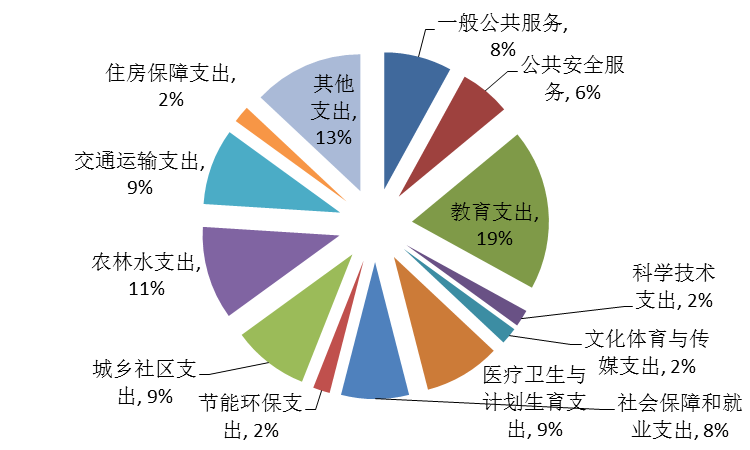 一般公共服务,
8%
公共安全服
务, 6%
教育支出,
19%
科学技术
支出, 2%
文化体育与传
媒支出, 2%
医疗卫生与
计划生育支
出, 9%
社会保障和就
业支出, 8%
节能环保支
出, 2%
城乡社区支
出, 9%
农林水支出,
11%
交通运输支出,
9%
住房保障支出,
2%
其他
支出,
13%